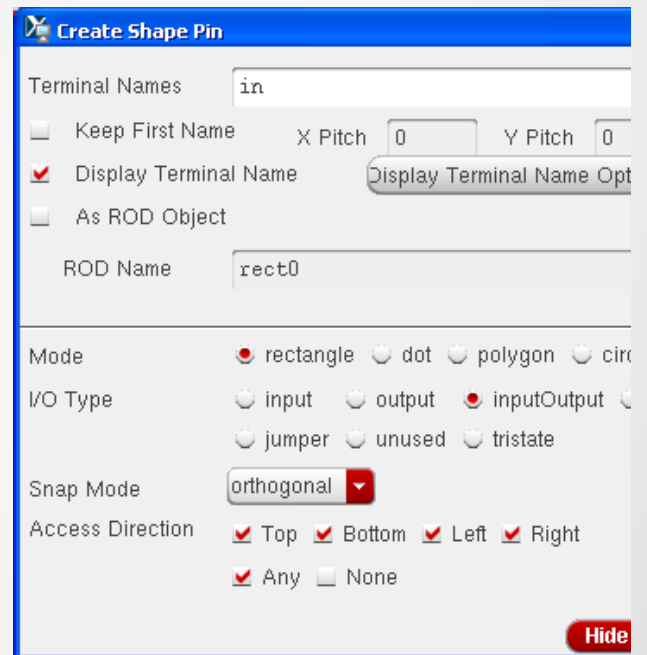 Create Shape Pin
Terminal Names in
Keep First Name X Pitch 0 Y Pitch 0
Display Terminal Name Display Terminal Name Opt
As ROD Object
ROD Name rect0
Mode rectangle dot polygon circ
I/O Type input output inputOutput
jumper unused tristate
Snap Mode orthogonal
Access Direction Top Bottom Left Right
Any None
Hide